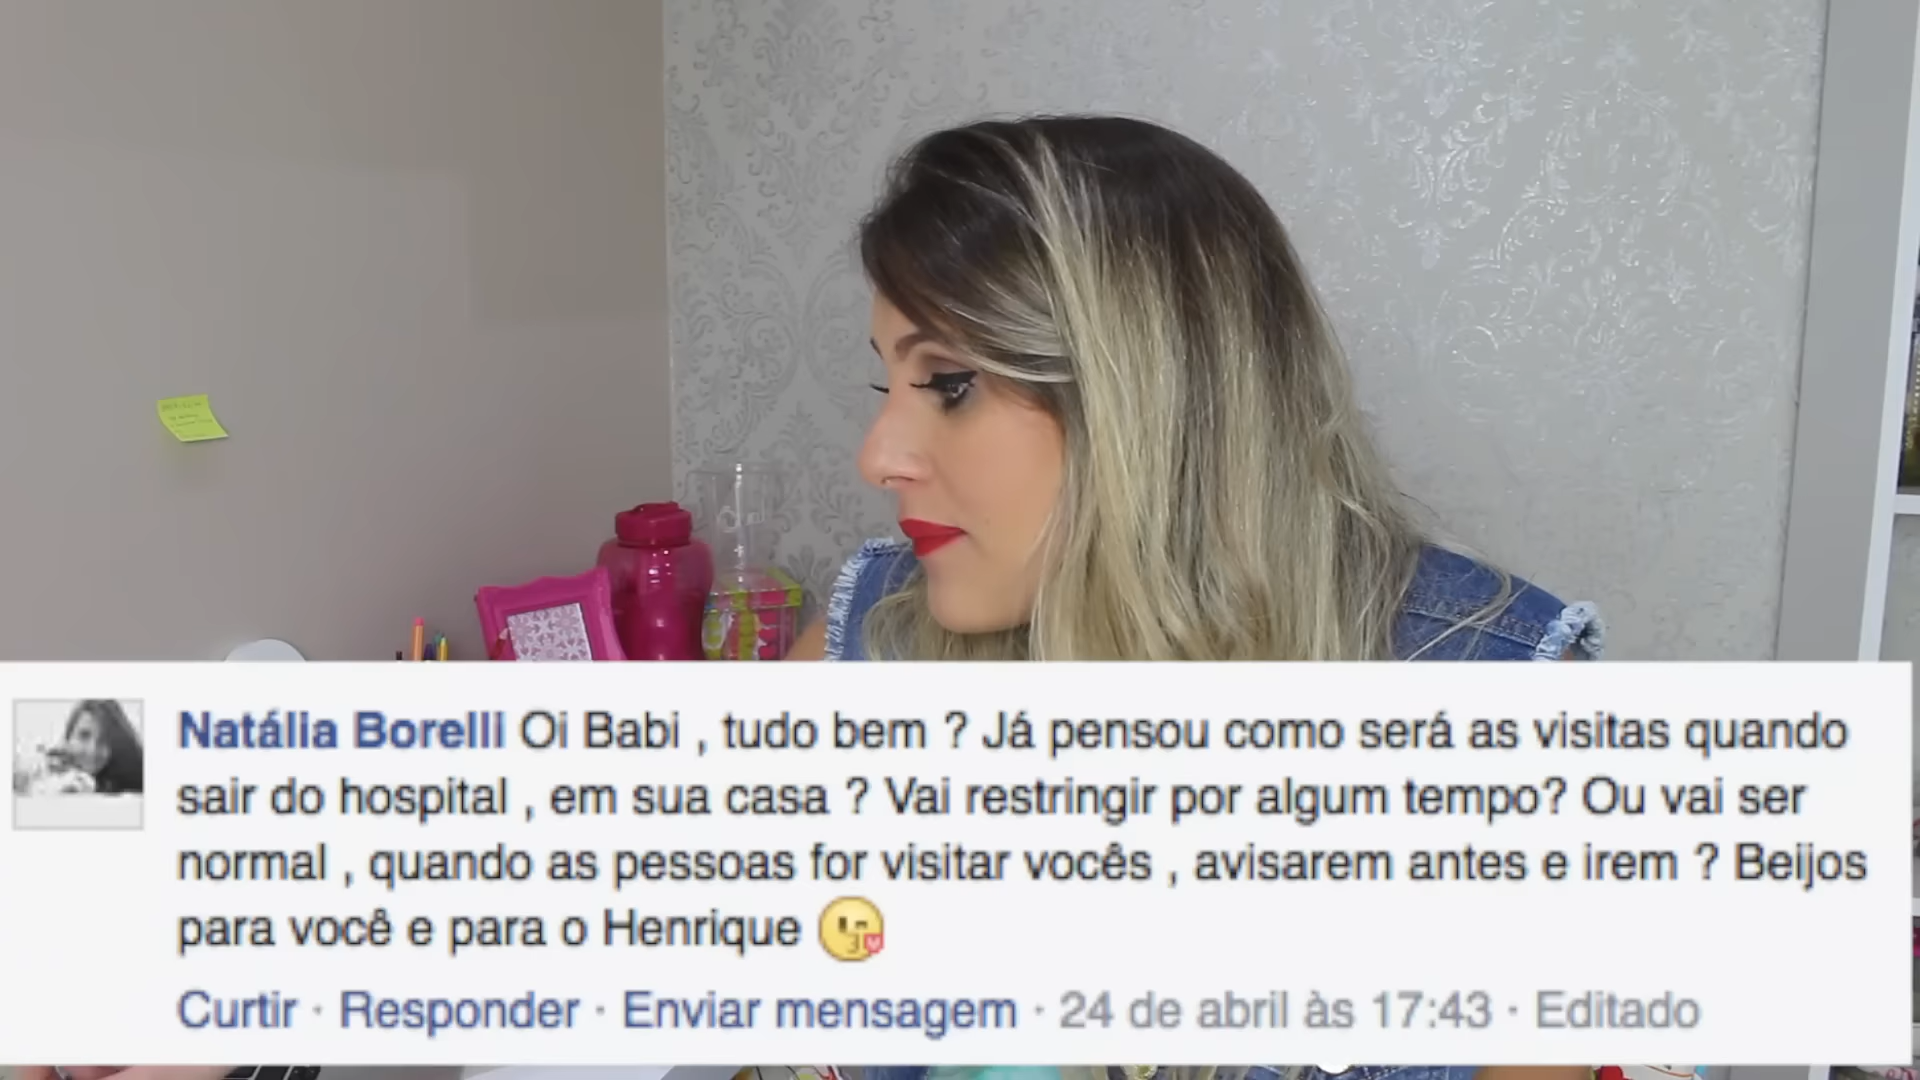 Natália Borelli Oi Babi , tudo bem ? Já pensou como será as visitas quando
sair do hospital , em sua casa ? Vai restringir por algum tempo? Ou vai ser
normal , quando as pessoas for visitar vocês , avisarem antes e irem ? Beijos
para você e para o Henrique 😘
Curtir · Responder · Enviar mensagem · 24 de abril às 17:43 · Editado